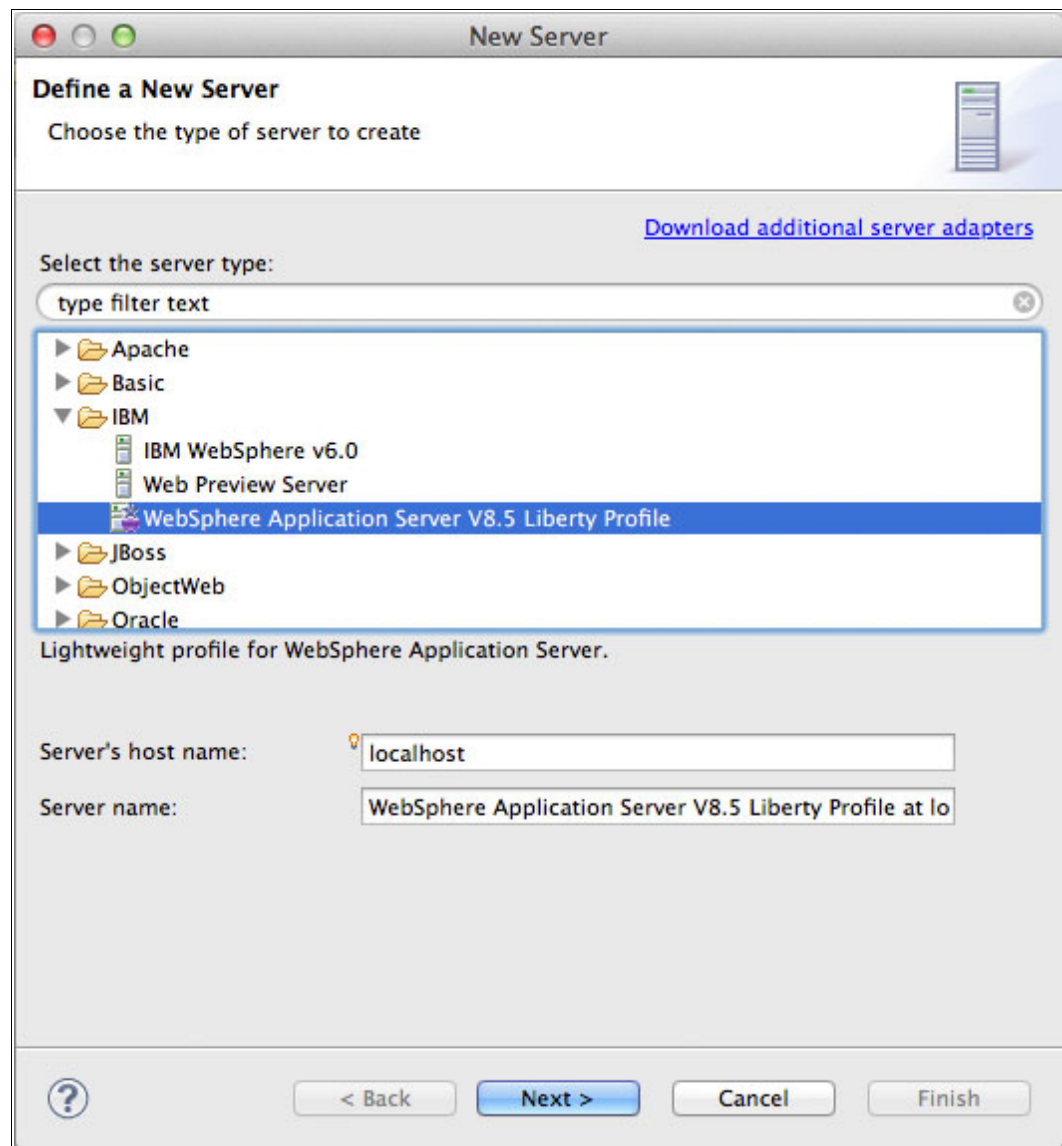 New Server
Define a New Server
Choose the type of server to create
Download additional server adapters
Select the server type:
type filter text
Apache
Basic
IBM
IBM WebSphere v6.0
Web Preview Server
WebSphere Application Server V8.5 Liberty Profile
JBoss
ObjectWeb
Oracle
Lightweight profile for WebSphere Application Server.
Server's host name: localhost
Server name: WebSphere Application Server V8.5 Liberty Profile at lo
? < Back Next > Cancel Finish